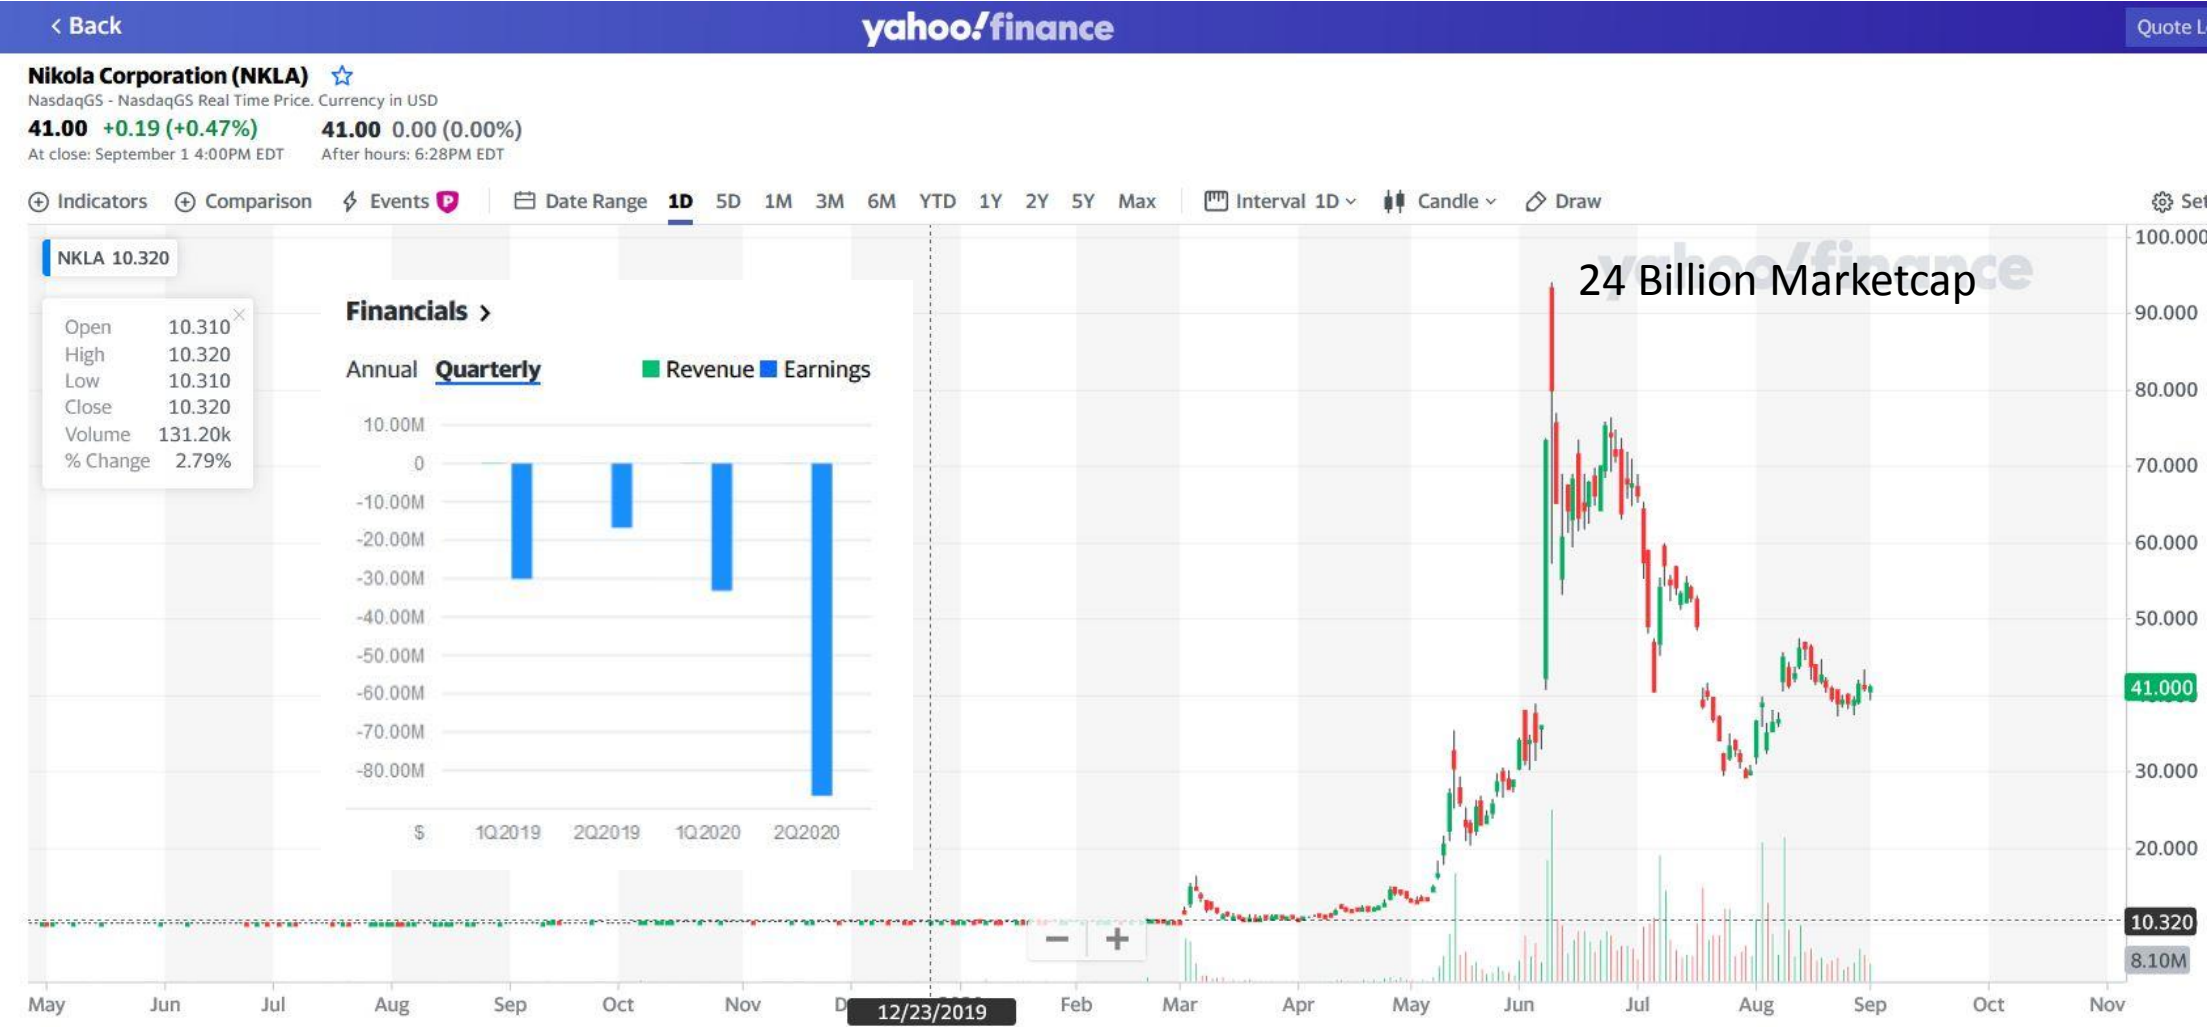 < Back
yahoo!finance
Quote L
Nikola Corporation (NKLA)
NasdaqGS - NasdaqGS Real Time Price. Currency in USD
41.00 +0.19 (+0.47%) 41.00 0.00 (0.00%)
At close: September 1 4:00PM EDT After hours: 6:28PM EDT
Indicators Comparison Events P Date Range 1D 5D 1M 3M 6M YTD 1Y 2Y 5Y Max Interval 1D Candle Draw Set
NKLA 10.320
Open 10.310
High 10.320
Low 10.310
Close 10.320
Volume 131.20k
% Change 2.79%
Financials >
Annual Quarterly Revenue Earnings
10.00M
0
-10.00M
-20.00M
-30.00M
-40.00M
-50.00M
-60.00M
-70.00M
-80.00M
$ 1Q2019 2Q2019 1Q2020 2Q2020
yahoo!finance
24 Billion Marketcap
100.000
90.000
80.000
70.000
60.000
50.000
41.000
30.000
20.000
10.320
8.10M
May Jun Jul Aug Sep Oct Nov D 12/23/2019 Feb Mar Apr May Jun Jul Aug Sep Oct Nov